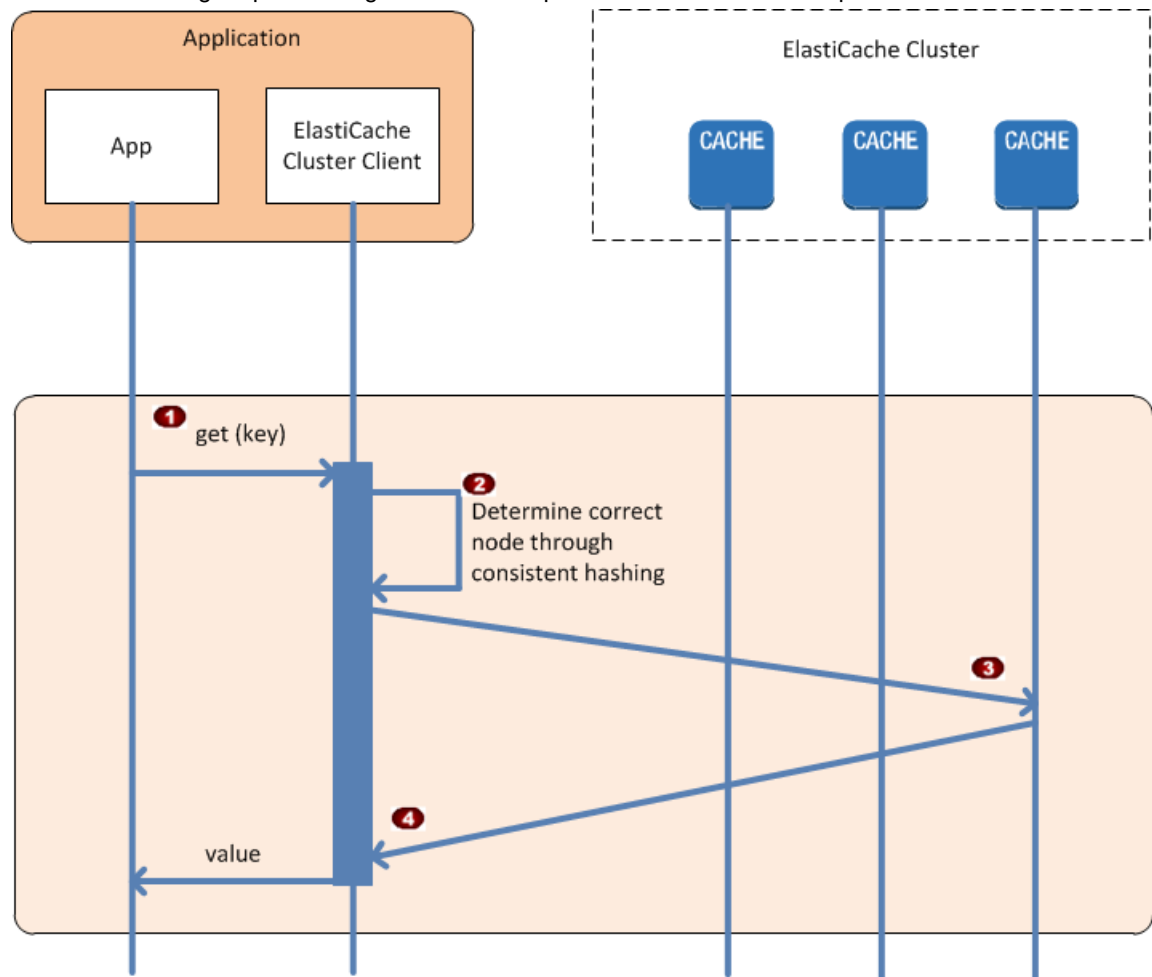 Application
ElastiCache Cluster
App
ElastiCache
Cluster Client
CACHE
CACHE
CACHE
1
get (key)
2
Determine correct
node through
consistent hashing
3
4
value